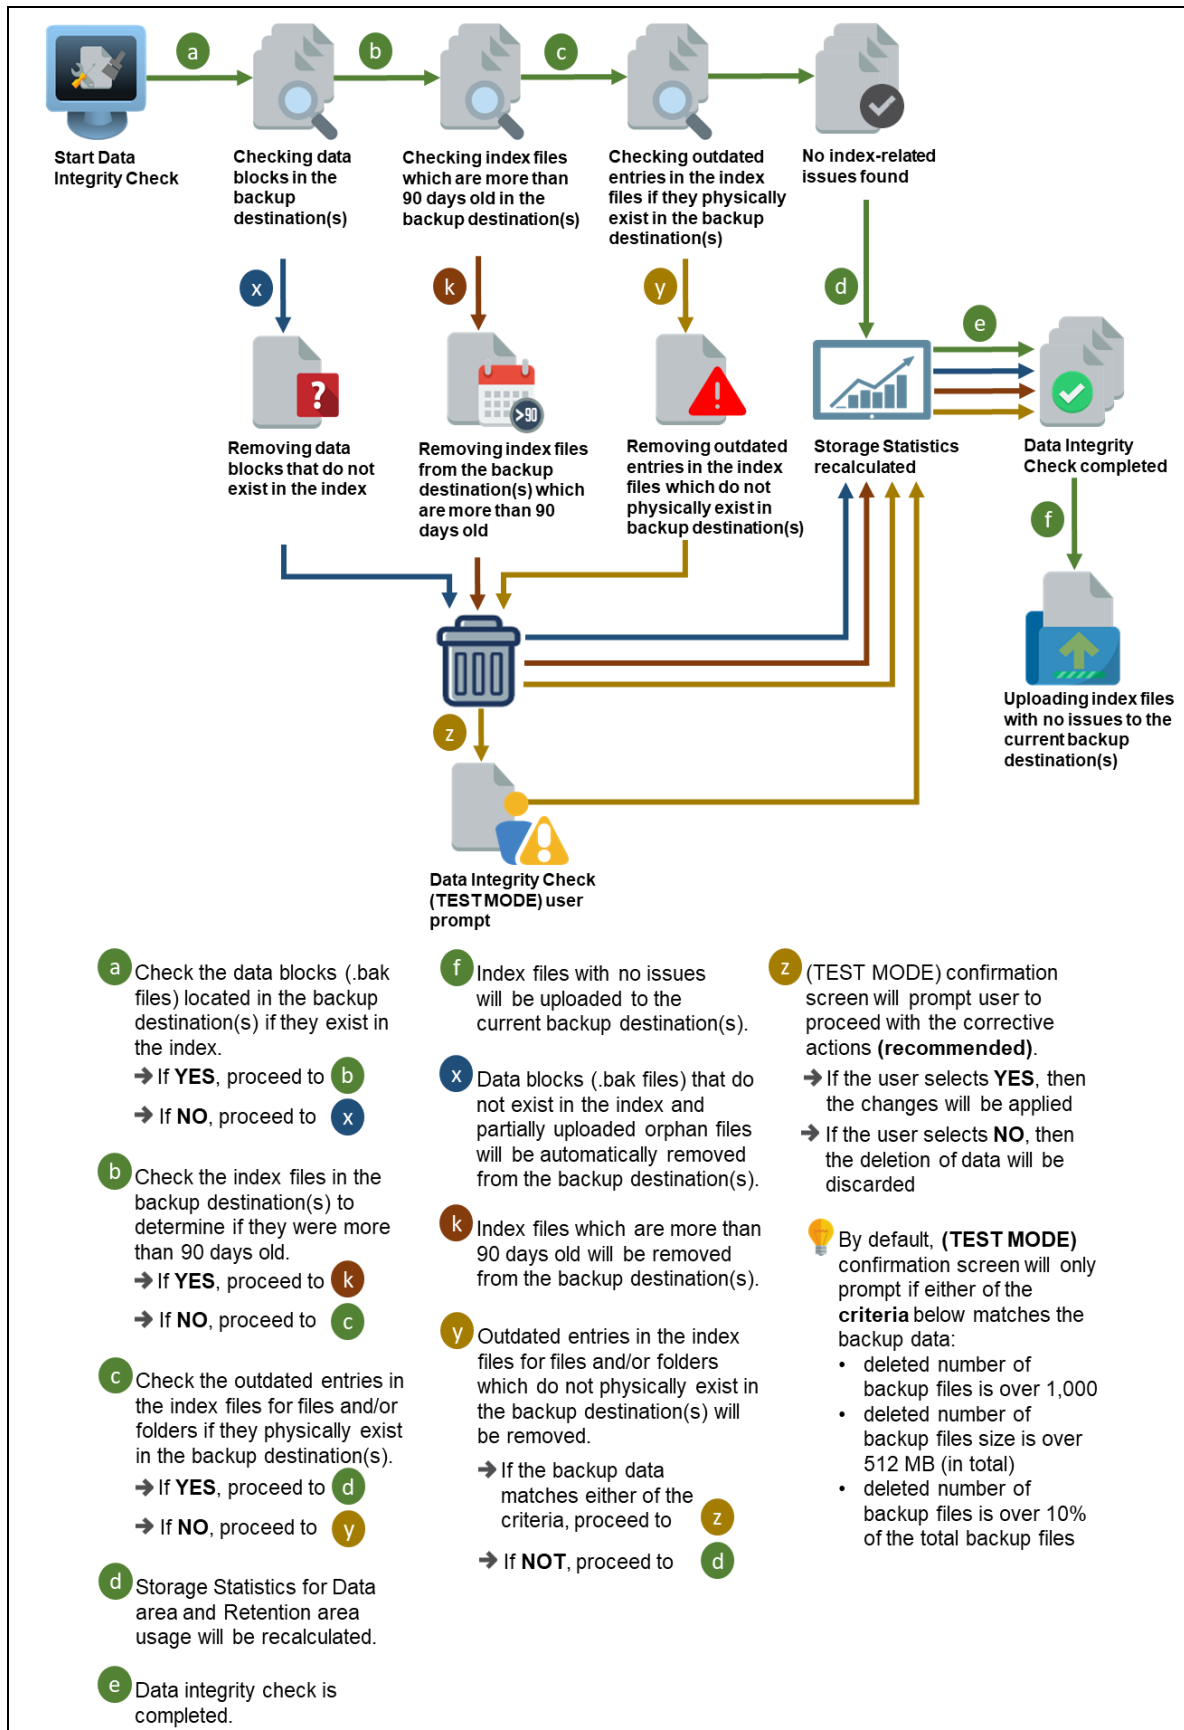 a
b
c
Start Data
Integrity Check
Checking data
blocks in the
backup
destination(s)
Checking index files
which are more than
90 days old in the
backup destination(s)
Checking outdated
entries in the index
files if they physically
exist in the backup
destination(s)
No index-related
issues found
x
k
y
d
e
?
>90
!
Removing data
blocks that do not
exist in the index
Removing index files
from the backup
destination(s) which
are more than 90
days old
Removing outdated
entries in the index
files which do not
physically exist in
backup destination(s)
Storage Statistics
recalculated
Data Integrity
Check completed
f
z
Uploading index files
with no issues to the
current backup
destination(s)
Data Integrity Check
(TEST MODE) user
prompt
a
Check the data blocks (.bak
files) located in the backup
destination(s) if they exist in
the index.
➔ If YES, proceed to b
➔ If NO, proceed to x
b
Check the index files in the
backup destination(s) to
determine if they were more
than 90 days old.
➔ If YES, proceed to k
➔ If NO, proceed to c
c
Check the outdated entries in
the index files for files and/or
folders if they physically exist
in the backup destination(s).
➔ If YES, proceed to d
➔ If NO, proceed to y
d
Storage Statistics for Data
area and Retention area
usage will be recalculated.
e
Data integrity check is
completed.
f
Index files with no issues
will be uploaded to the
current backup destination(s).
x
Data blocks (.bak files) that do
not exist in the index and
partially uploaded orphan files
will be automatically removed
from the backup destination(s).
k
Index files which are more than
90 days old will be removed
from the backup destination(s).
y
Outdated entries in the index
files for files and/or folders
which do not physically exist in
the backup destination(s) will
be removed.
➔ If the backup data
matches either of the
criteria, proceed to z
➔ If NOT, proceed to d
z
(TEST MODE) confirmation
screen will prompt user to
proceed with the corrective
actions (recommended).
➔ If the user selects YES, then
the changes will be applied
➔ If the user selects NO, then
the deletion of data will be
discarded
By default, (TEST MODE)
confirmation screen will only
prompt if either of the
criteria below matches the
backup data:
• deleted number of
backup files is over 1,000
• deleted number of
backup files size is over
512 MB (in total)
• deleted number of
backup files is over 10%
of the total backup files